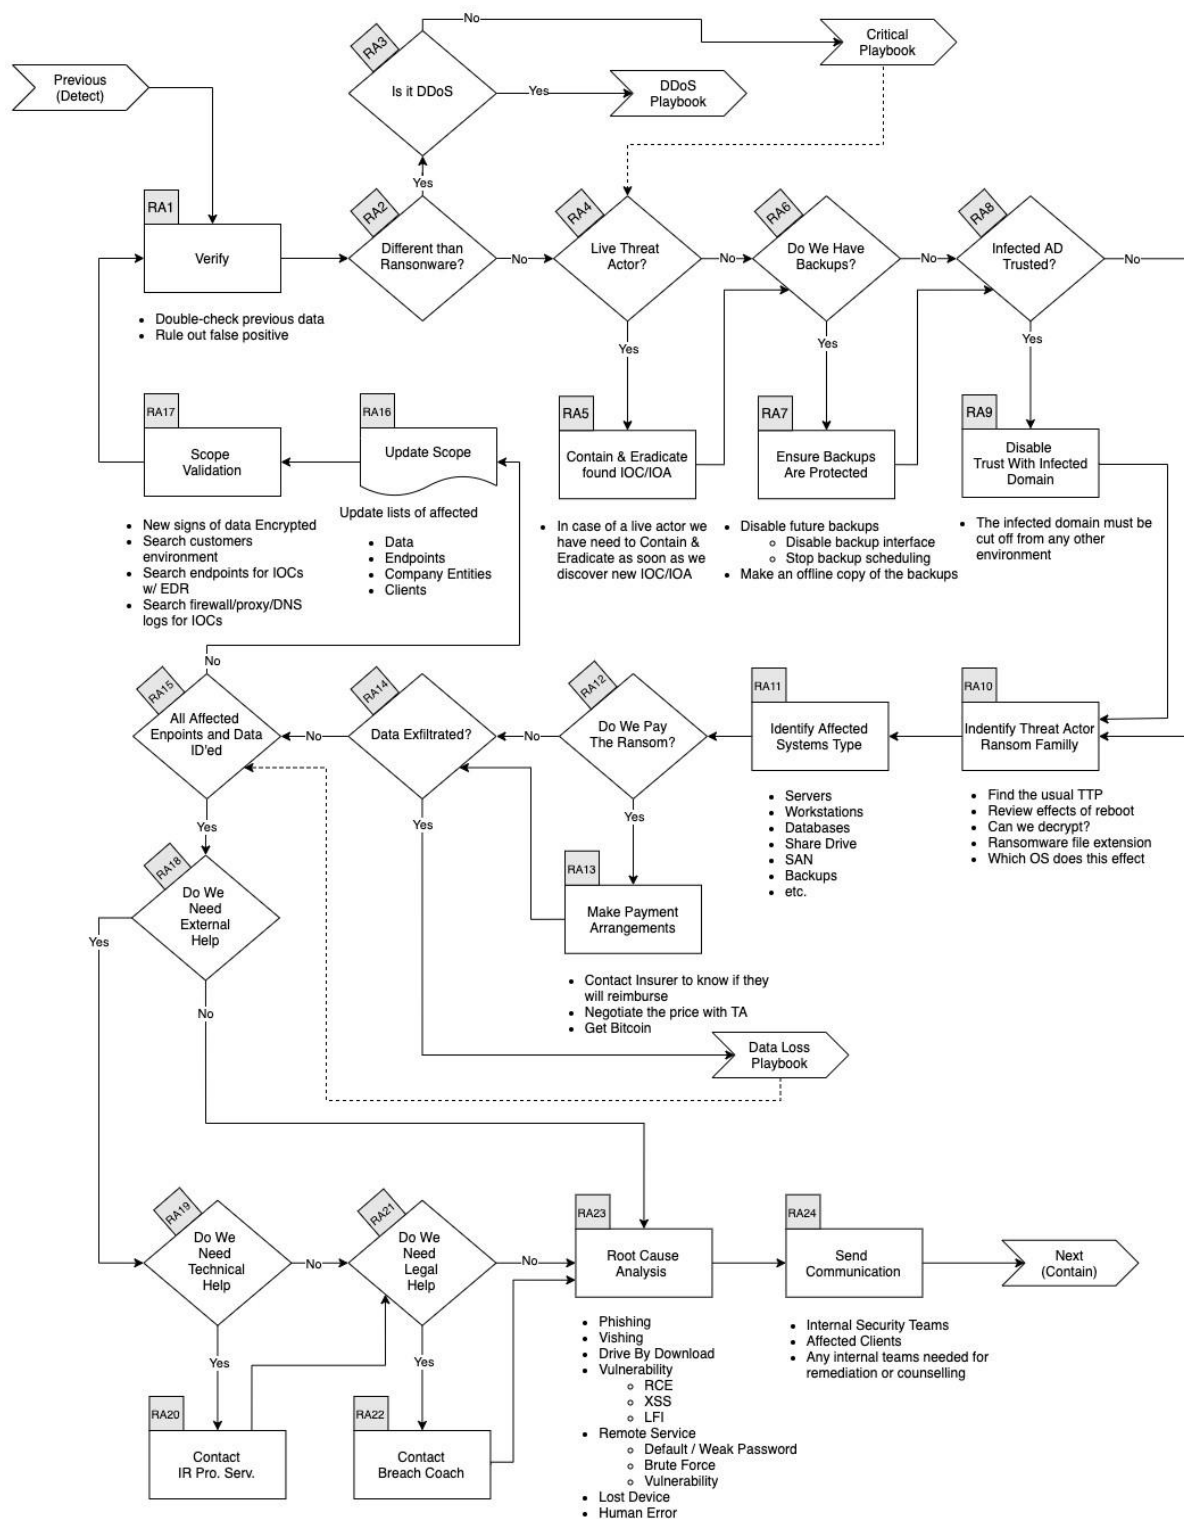 No
RA3
Critical
Playbook
Previous
(Detect)
Is it DDoS
Yes
DDoS
Playbook
Yes
RA1
RA2
RA4
RA6
RA8
Verify
Different than
Ransonware?
No
Live Threat
Actor?
No
Do We Have
Backups?
No
Infected AD
Trusted?
No
• Double-check previous data
• Rule out false positive
Yes
Yes
Yes
RA17
RA16
RA5
RA7
RA9
Scope
Validation
Update Scope
Contain & Eradicate
found IOC/IOA
Ensure Backups
Are Protected
Disable
Trust With Infected
Domain
• New signs of data Encrypted
• Search customers
environment
• Search endpoints for IOCs
w/ EDR
• Search firewall/proxy/DNS
logs for IOCs
Update lists of affected
• Data
• Endpoints
• Company Entities
• Clients
• In case of a live actor we
have need to Contain &
Eradicate as soon as we
discover new IOC/IOA
• Disable future backups
○ Disable backup interface
○ Stop backup scheduling
• Make an offline copy of the backups
• The infected domain must be
cut off from any other
environment
No
RA15
RA14
RA12
RA11
RA10
All Affected
Enpoints and Data
ID'ed
No
Data Exfiltrated?
No
Do We Pay
The Ransom?
Identify Affected
Systems Type
Indentify Threat Actor
Ransom Familly
• Servers
• Workstations
• Databases
• Share Drive
• SAN
• Backups
• etc.
• Find the usual TTP
• Review effects of reboot
• Can we decrypt?
• Ransomware file extension
• Which OS does this effect
Yes
Yes
Yes
RA18
RA13
Do We
Need
External
Help
Make Payment
Arrangements
Yes
No
• Contact Insurer to know if they
will reimburse
• Negotiate the price with TA
• Get Bitcoin
Data Loss
Playbook
RA19
RA21
RA23
RA24
Do We
Need
Technical
Help
No
Do We
Need
Legal
Help
No
Root Cause
Analysis
Send
Communication
Next
(Contain)
• Phishing
• Vishing
• Drive By Download
• Vulnerability
○ RCE
○ XSS
○ LFI
• Remote Service
○ Default / Weak Password
○ Brute Force
○ Vulnerability
• Lost Device
• Human Error
• Internal Security Teams
• Affected Clients
• Any internal teams needed for
remediation or counselling
Yes
Yes
RA20
RA22
Contact
IR Pro. Serv.
Contact
Breach Coach